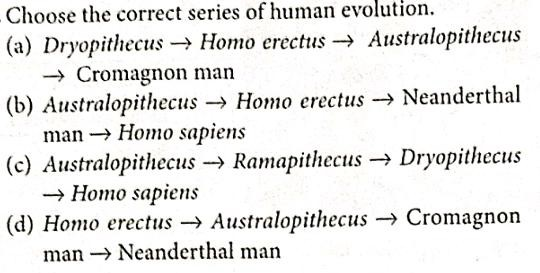 Choose the correct series of human evolution.
(a) Dryopithecus → Homo erectus → Australopithecus
→ Cromagnon man
(b) Australopithecus → Homo erectus → Neanderthal
man → Homo sapiens
(c) Australopithecus → Ramapithecus → Dryopithecus
→ Homo sapiens
(d) Homo erectus → Australopithecus → Cromagnon
man → Neanderthal man